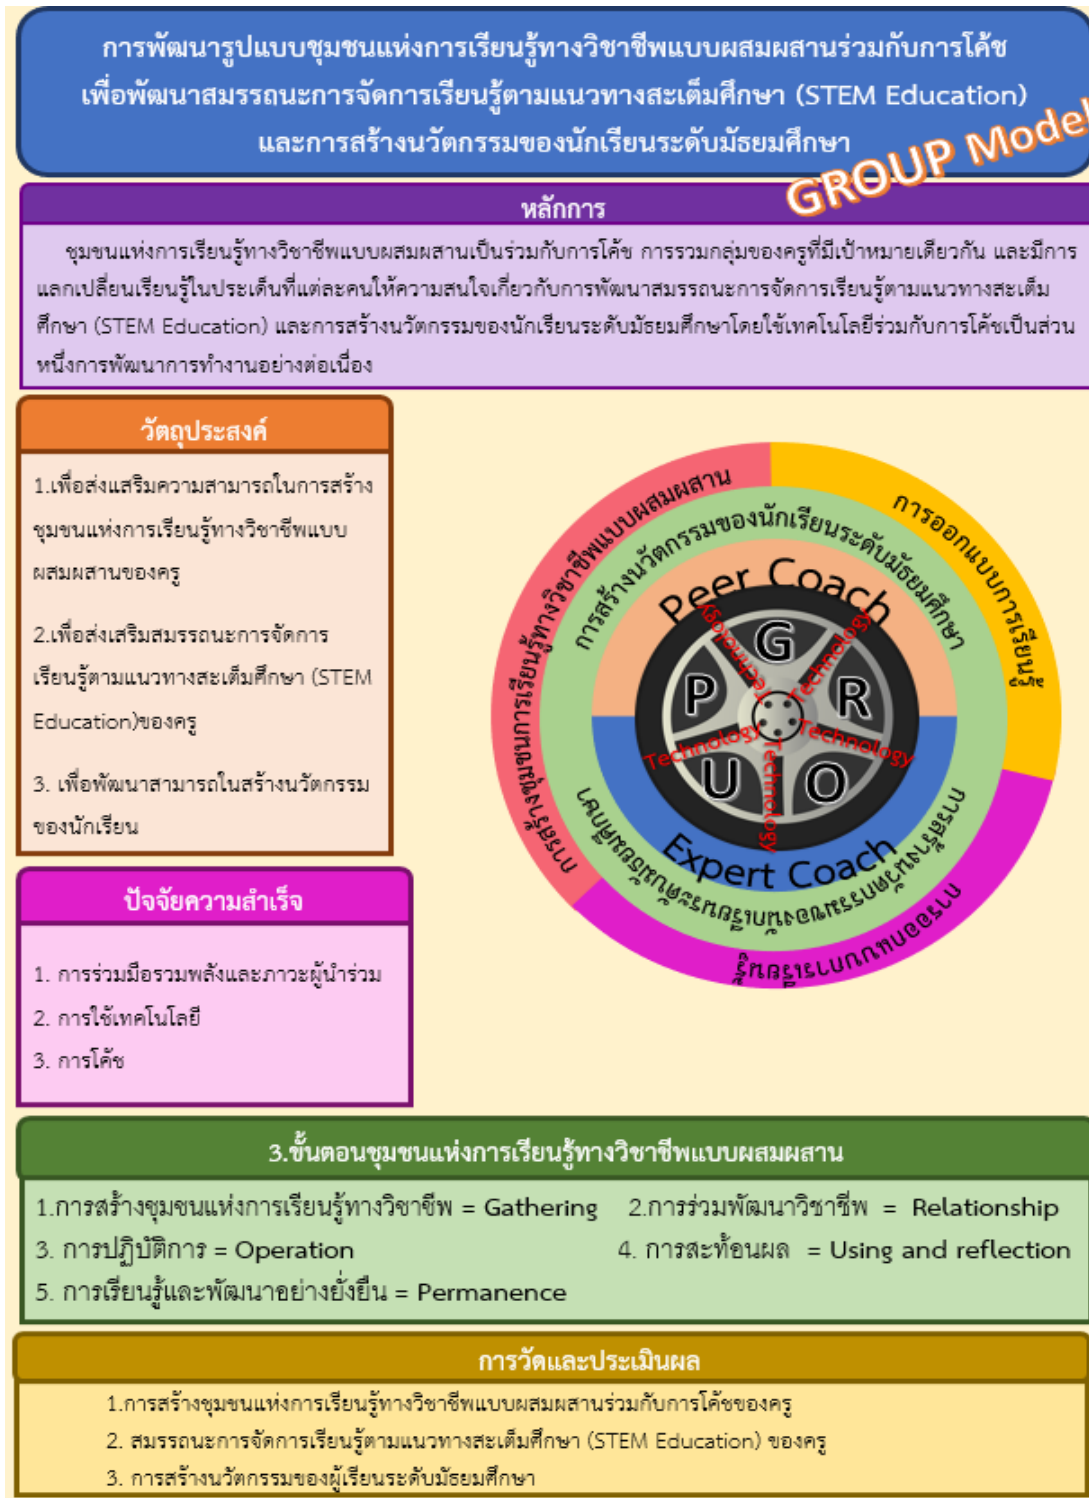 การพัฒนารูปแบบชุมชนแห่งการเรียนรู้ทางวิชาชีพแบบผสมผสานร่วมกับการโค้ช
เพื่อพัฒนาสมรรถนะการจัดการเรียนรู้ตามแนวทางสะเต็มศึกษา (STEM Education)
และการสร้างนวัตกรรมของนักเรียนระดับมัธยมศึกษา
GROUP Model
หลักการ
ชุมชนแห่งการเรียนรู้ทางวิชาชีพแบบผสมผสานเป็นร่วมกับการโค้ช การรวมกลุ่มของครูที่มีเป้าหมายเดียวกัน และมีการ
แลกเปลี่ยนเรียนรู้ในประเด็นที่แต่ละคนให้ความสนใจเกี่ยวกับการพัฒนาสมรรถนะการจัดการเรียนรู้ตามแนวทางสะเต็ม
ศึกษา (STEM Education) และการสร้างนวัตกรรมของนักเรียนระดับมัธยมศึกษาโดยใช้เทคโนโลยีร่วมกับการโค้ชเป็นส่วน
หนึ่งการพัฒนาการทำงานอย่างต่อเนื่อง
วัตถุประสงค์
1.เพื่อส่งแสริมความสามารถในการสร้าง
ชุมชนแห่งการเรียนรู้ทางวิชาชีพแบบ
ผสมผสานของครู
2.เพื่อส่งเสริมสมรรถนะการจัดการ
เรียนรู้ตามแนวทางสะเต็มศึกษา (STEM
Education)ของครู
3. เพื่อพัฒนาสามารถในสร้างนวัตกรรม
ของนักเรียน
การสร้างชุมชนการเรียนรู้ทางวิชาชีพแบบผสมผสาน
การออกแบบการเรียนรู้
การออกแบบการเรียนรู้
การสร้างนวัตกรรมของนักเรียนระดับมัธยมศึกษา
การสร้างนวัตกรรมของนักเรียนระดับมัธยมศึกษา
Peer Coach
Expert Coach
G
R
O
U
P
Technology
Technology
Technology
Technology
Technology
ปัจจัยความสำเร็จ
1. การร่วมมือรวมพลังและภาวะผู้นำร่วม
2. การใช้เทคโนโลยี
3. การโค้ช
3.ขั้นตอนชุมชนแห่งการเรียนรู้ทางวิชาชีพแบบผสมผสาน
1.การสร้างชุมชนแห่งการเรียนรู้ทางวิชาชีพ = Gathering 2.การร่วมพัฒนาวิชาชีพ = Relationship
3. การปฏิบัติการ = Operation 4. การสะท้อนผล = Using and reflection
5. การเรียนรู้และพัฒนาอย่างยั่งยืน = Permanence
การวัดและประเมินผล
1.การสร้างชุมชนแห่งการเรียนรู้ทางวิชาชีพแบบผสมผสานร่วมกับการโค้ชของครู
2. สมรรถนะการจัดการเรียนรู้ตามแนวทางสะเต็มศึกษา (STEM Education) ของครู
3. การสร้างนวัตกรรมของผู้เรียนระดับมัธยมศึกษา